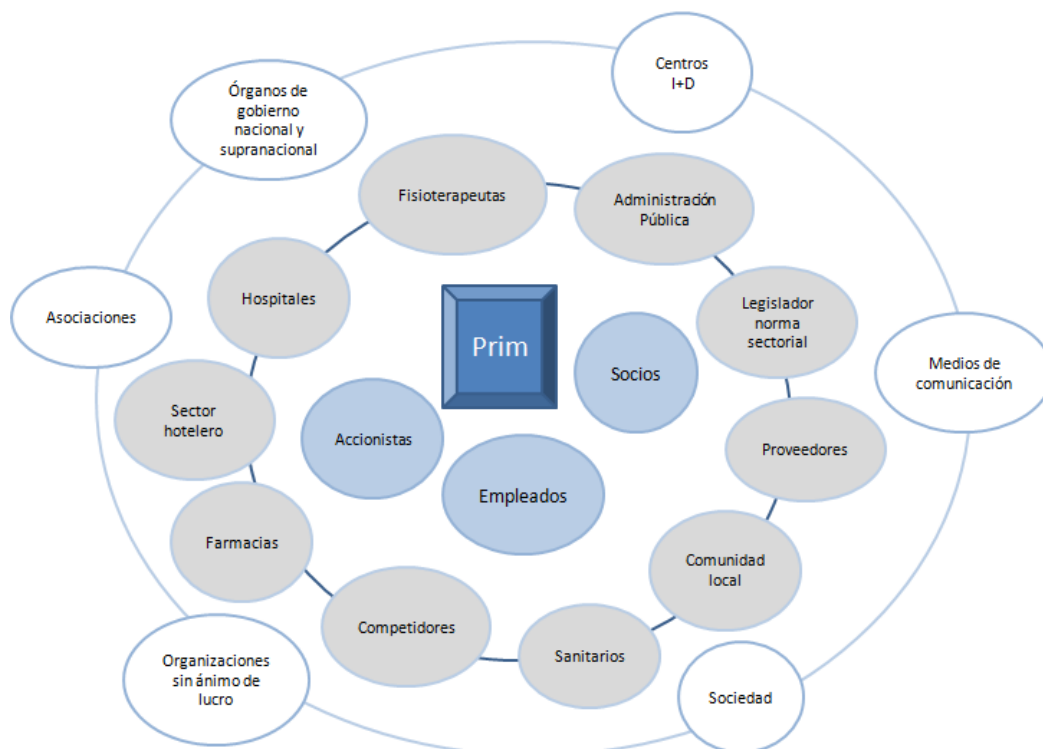 Centros
I+D
Órganos de
gobierno
nacional y
supranacional
Fisioterapeutas
Administración
Pública
Hospitales
Legislador
norma
sectorial
Asociaciones
Prim
Socios
Medios de
comunicación
Sector
hotelero
Accionistas
Proveedores
Empleados
Farmacias
Comunidad
local
Competidores
Sanitarios
Organizaciones
sin ánimo de
lucro
Sociedad